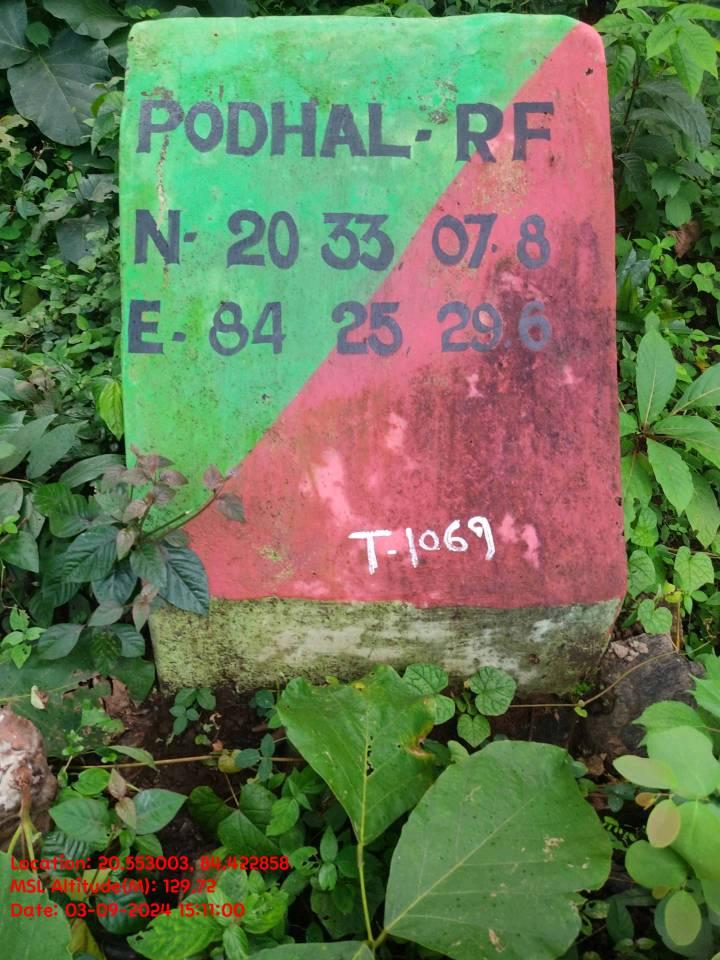 PODHAL-RF
N- 20 33 07.8
E- 84 25 29.6
T-1069
Location: 20.553003, 84.422858
MSL Altitude(M): 129.72
Date: 03-09-2024 15:11:00